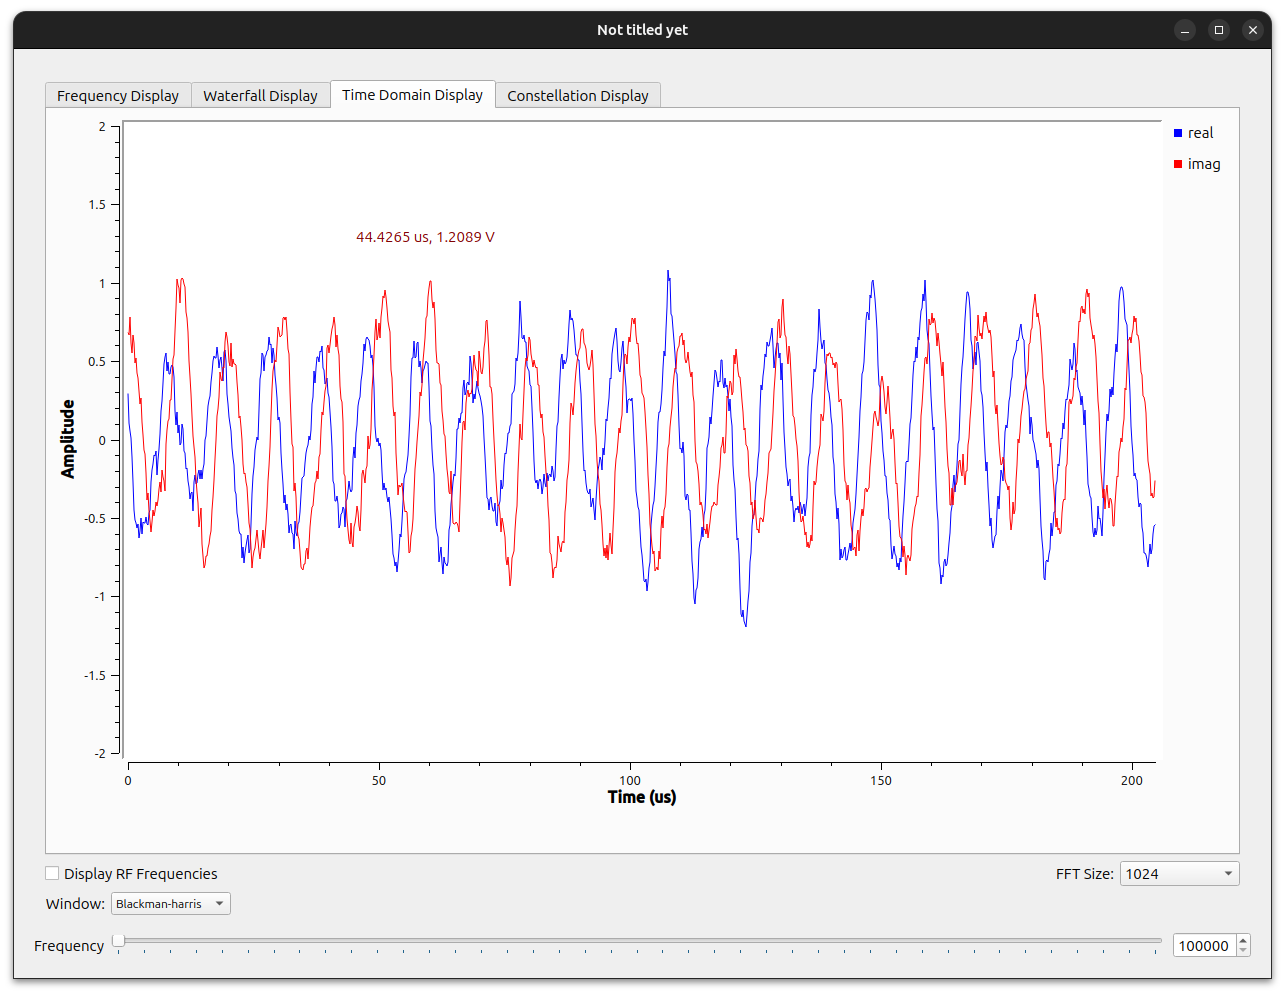 Not titled yet
Frequency Display
Waterfall Display
Time Domain Display
Constellation Display
2
1.5
1
0.5
0
-0.5
-1
-1.5
-2
Amplitude
44.4265 us, 1.2089 V
real
imag
0
50
100
150
200
Time (us)
Display RF Frequencies
FFT Size: 1024
Window: Blackman-harris
Frequency 100000